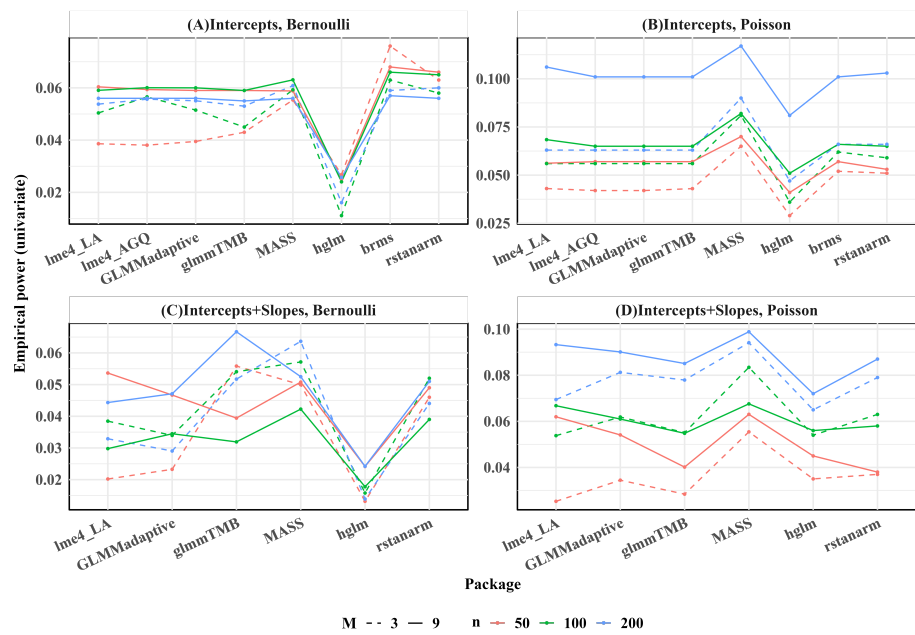 (A)Intercepts, Bernoulli
(B)Intercepts, Poisson
0.06
0.04
0.02
0.100
0.075
0.050
0.025
lme4_LA
lme4_AGQ
GLMMadaptive
glmmTMB
MASS
hglm
brms
rstanarm
lme4_LA
lme4_AGQ
GLMMadaptive
glmmTMB
MASS
hglm
brms
rstanarm
Empirical power (univariate)
(C)Intercepts+Slopes, Bernoulli
(D)Intercepts+Slopes, Poisson
0.06
0.05
0.04
0.03
0.02
0.10
0.08
0.06
0.04
lme4_LA
GLMMadaptive
glmmTMB
MASS
hglm
rstanarm
lme4_LA
GLMMadaptive
glmmTMB
MASS
hglm
rstanarm
Package
M 3 9 n 50 100 200